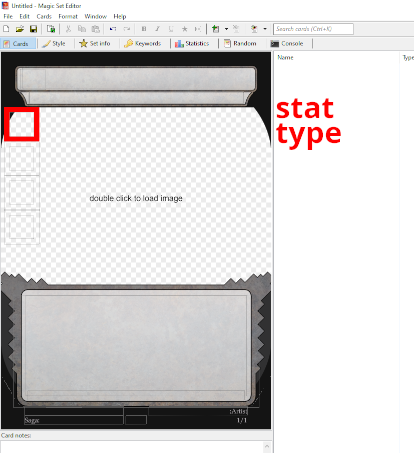 Untitled - Magic Set Editor
File Edit Cards Format Window Help
Search cards (Ctrl+K)
Cards Style Set info Keywords Statistics Random Console
Name Type
stat
type
double click to load image
(Artist)
Saga: 1/1
Card notes: